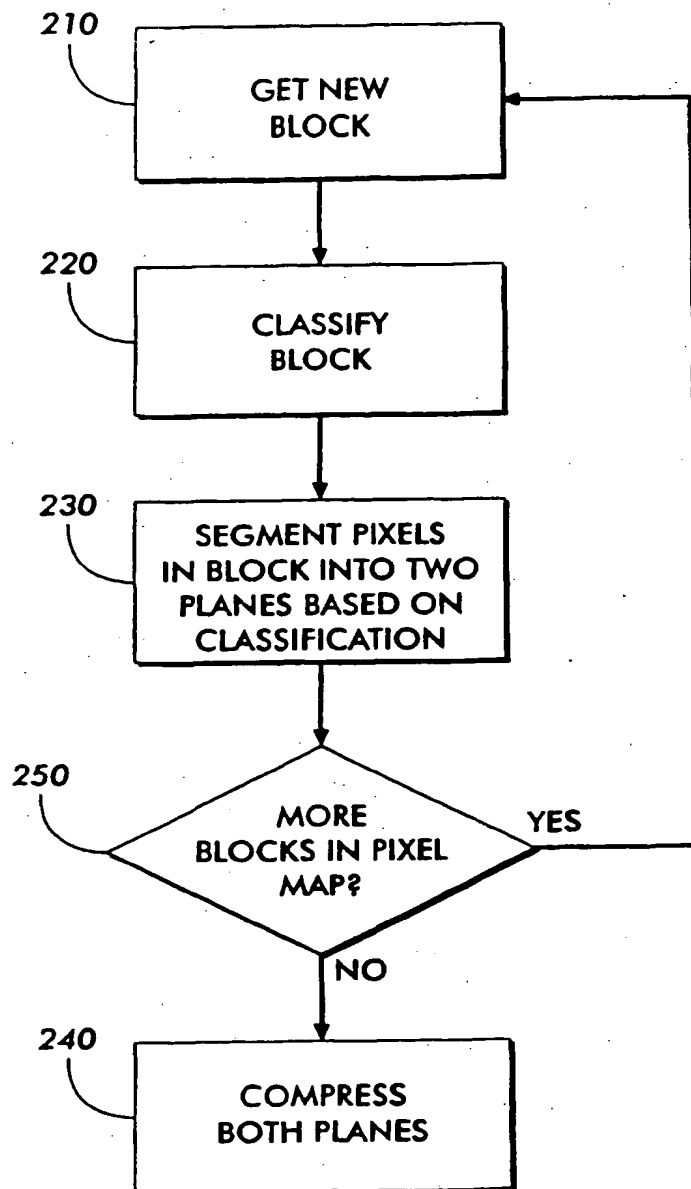 210
GET NEW
BLOCK
220
CLASSIFY
BLOCK
230
SEGMENT PIXELS
IN BLOCK INTO TWO
PLANES BASED ON
CLASSIFICATION
250
MORE
BLOCKS IN PIXEL
MAP?
YES
NO
240
COMPRESS
BOTH PLANES